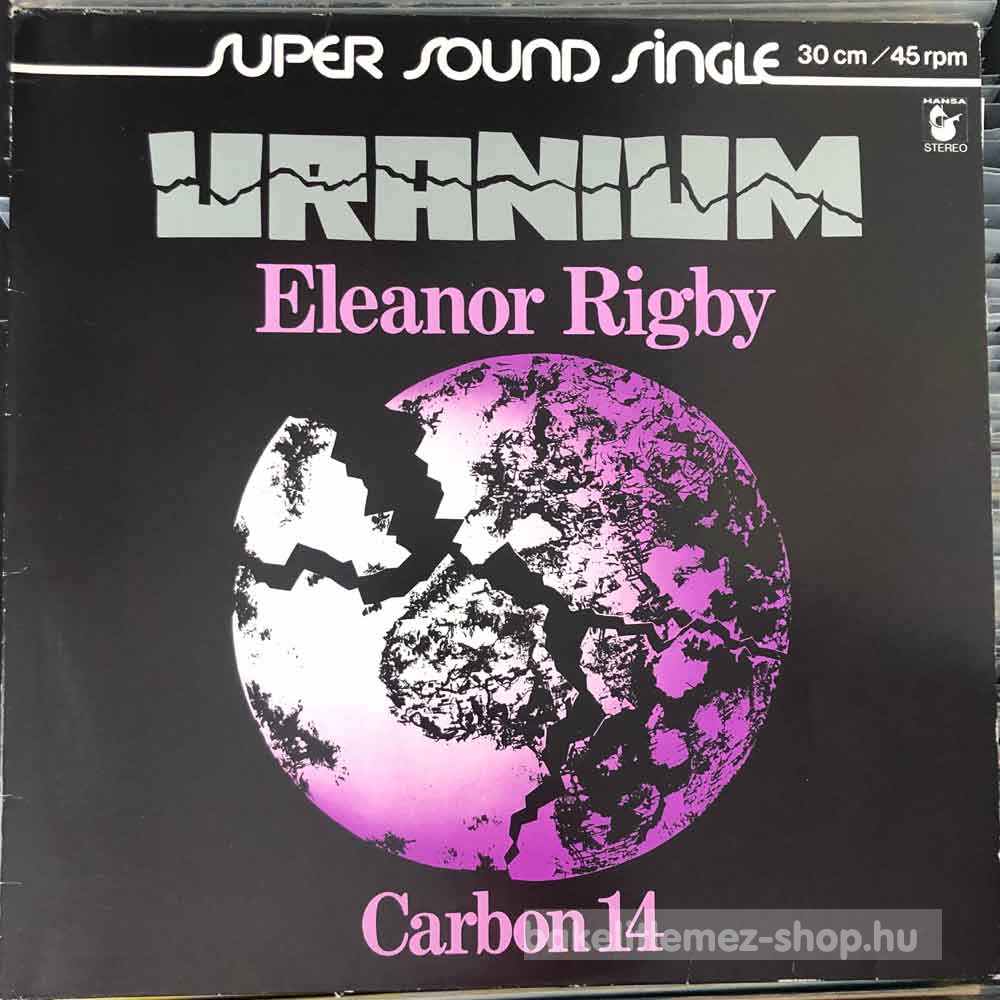 SUPER SOUND SINGLE 30 cm / 45 rpm
HANSA
STEREO
URANIUM
Eleanor Rigby
Carbon 14
bakelitlemez-shop.hu